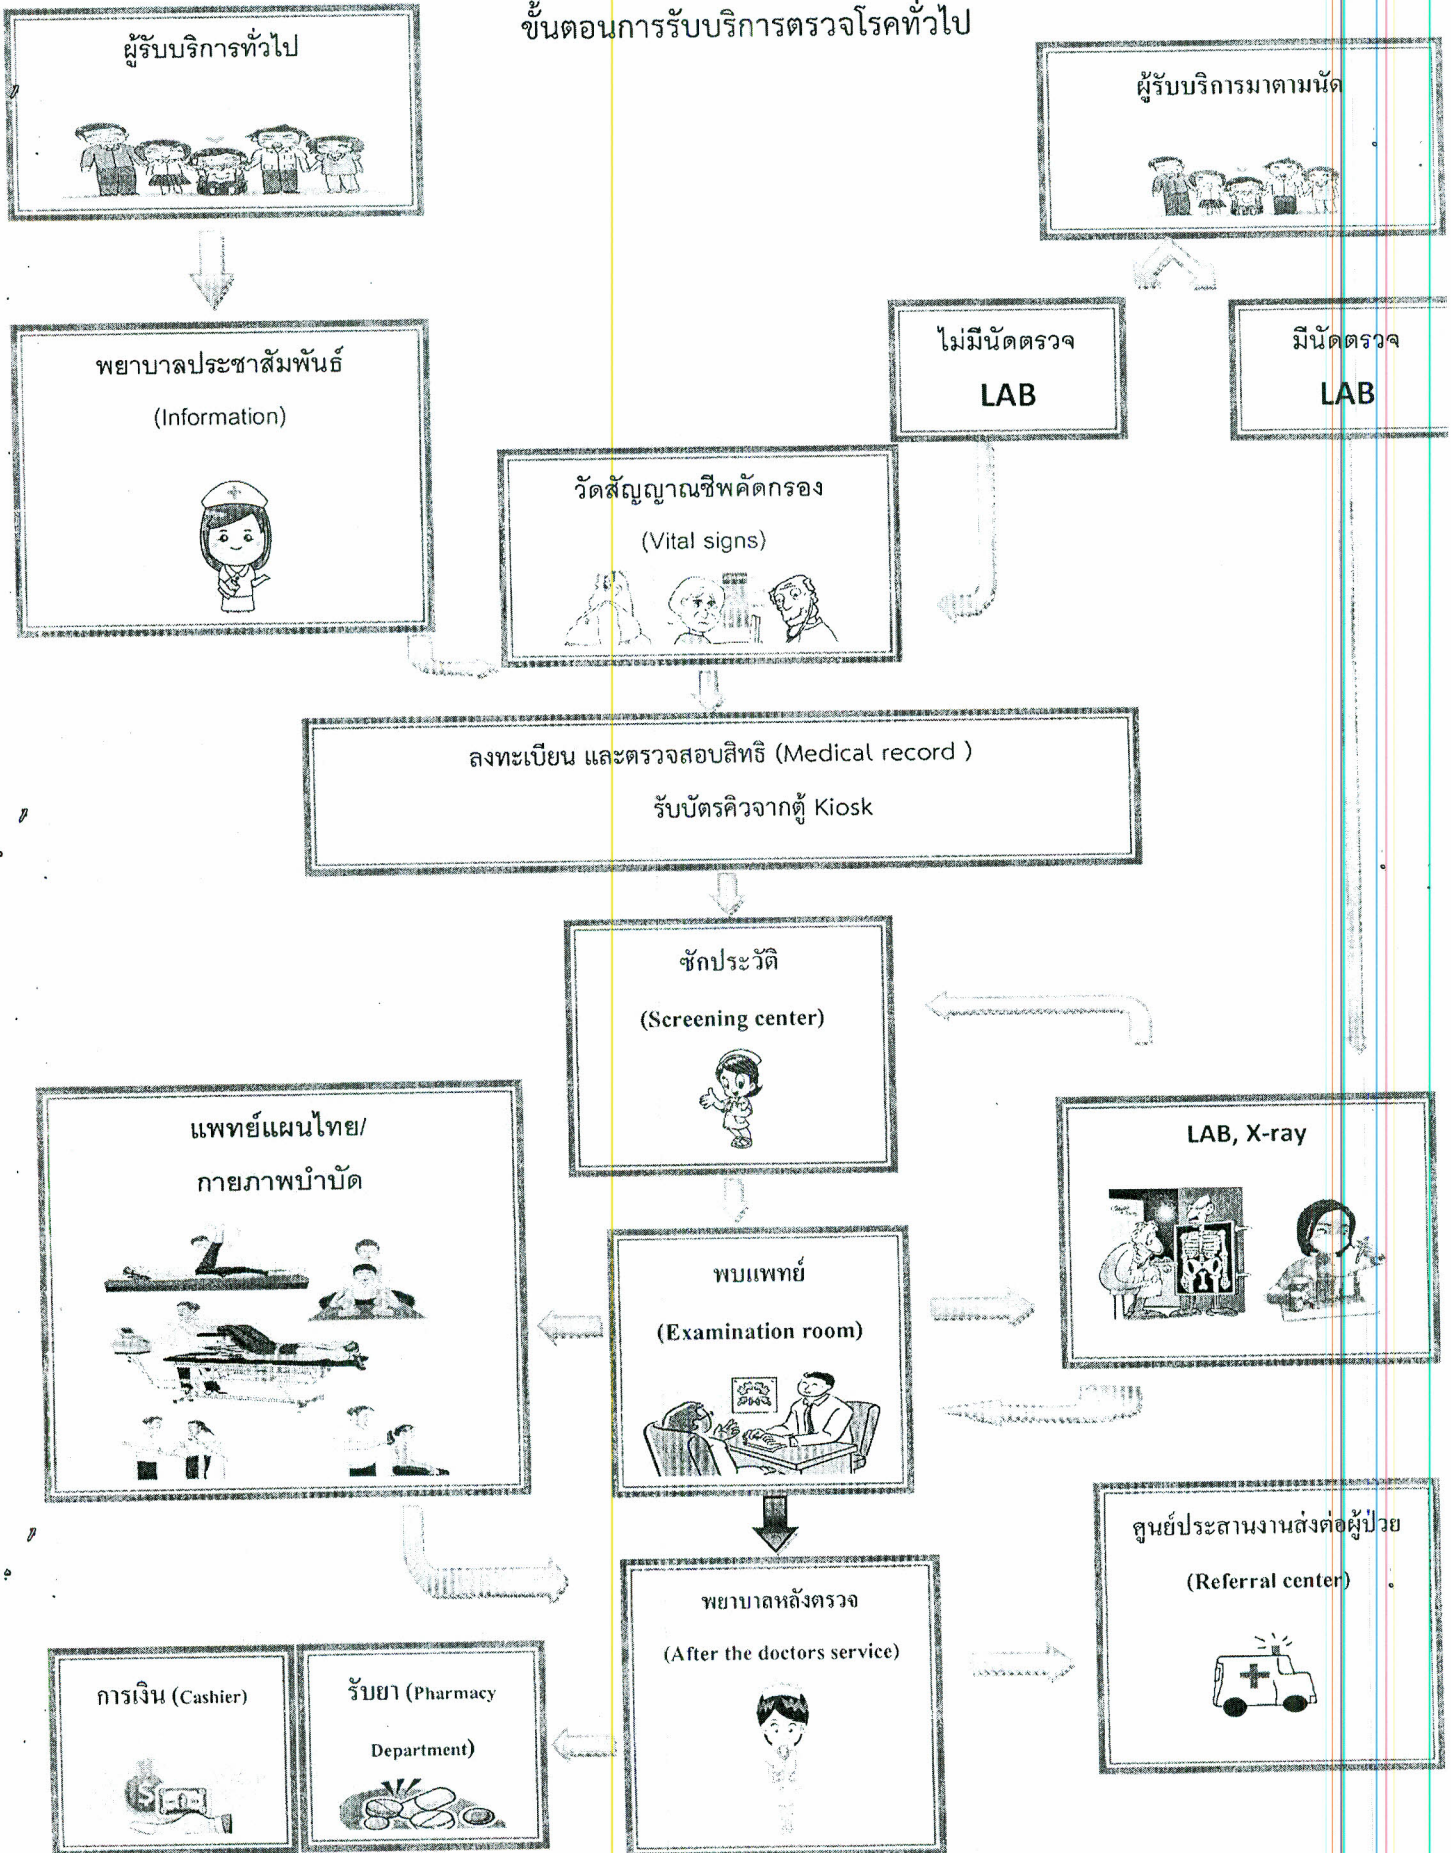 ขั้นตอนการรับบริการตรวจโรคทั่วไป
ผู้รับบริการทั่วไป
ผู้รับบริการมาตามนัด
พยาบาลประชาสัมพันธ์
(Information)
ไม่มีนัดตรวจ
LAB
มีนัดตรวจ
LAB
วัดสัญญาณชีพคัดกรอง
(Vital signs)
ลงทะเบียน และตรวจสอบสิทธิ (Medical record )
รับบัตรคิวจากตู้ Kiosk
ซักประวัติ
(Screening center)
แพทย์แผนไทย/
กายภาพบำบัด
LAB, X-ray
พบแพทย์
(Examination room)
ศูนย์ประสานงานส่งต่อผู้ป่วย
(Referral center)
พยาบาลหลังตรวจ
(After the doctors service)
การเงิน (Cashier)
รับยา (Pharmacy
Department)